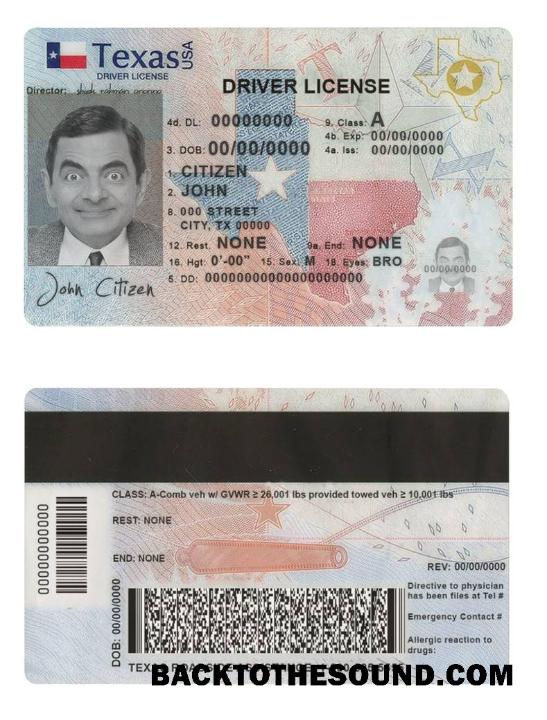 Texas USA
DRIVER LICENSE
Director:
DRIVER LICENSE
4d. DL: 00000000
9. Class: A
4b. Exp: 00/00/0000
3. DOB: 00/00/0000
4a. Iss: 00/00/0000
1. CITIZEN
2. JOHN
8. 000 STREET
CITY, TX 00000
12. Rest. NONE
9a. End: NONE
16. Hgt: 0'-00" 15. Sex: M 18. Eyes: BRO
00/00/0000
5. DD: 00000000000000000000
John Citizen
CLASS: A-Comb veh w/ GVWR ≥ 26,001 lbs provided towed veh ≥ 10,001 lbs
00000000000
REST: NONE
END: NONE
REV: 00/00/0000
DOB: 00/00/0000
Directive to physician
has been files at Tel #
Emergency Contact #
Allergic reaction to
drugs:
TEXAS ROADSIDE ASSISTANCE
BACKTOTHESOUND.COM